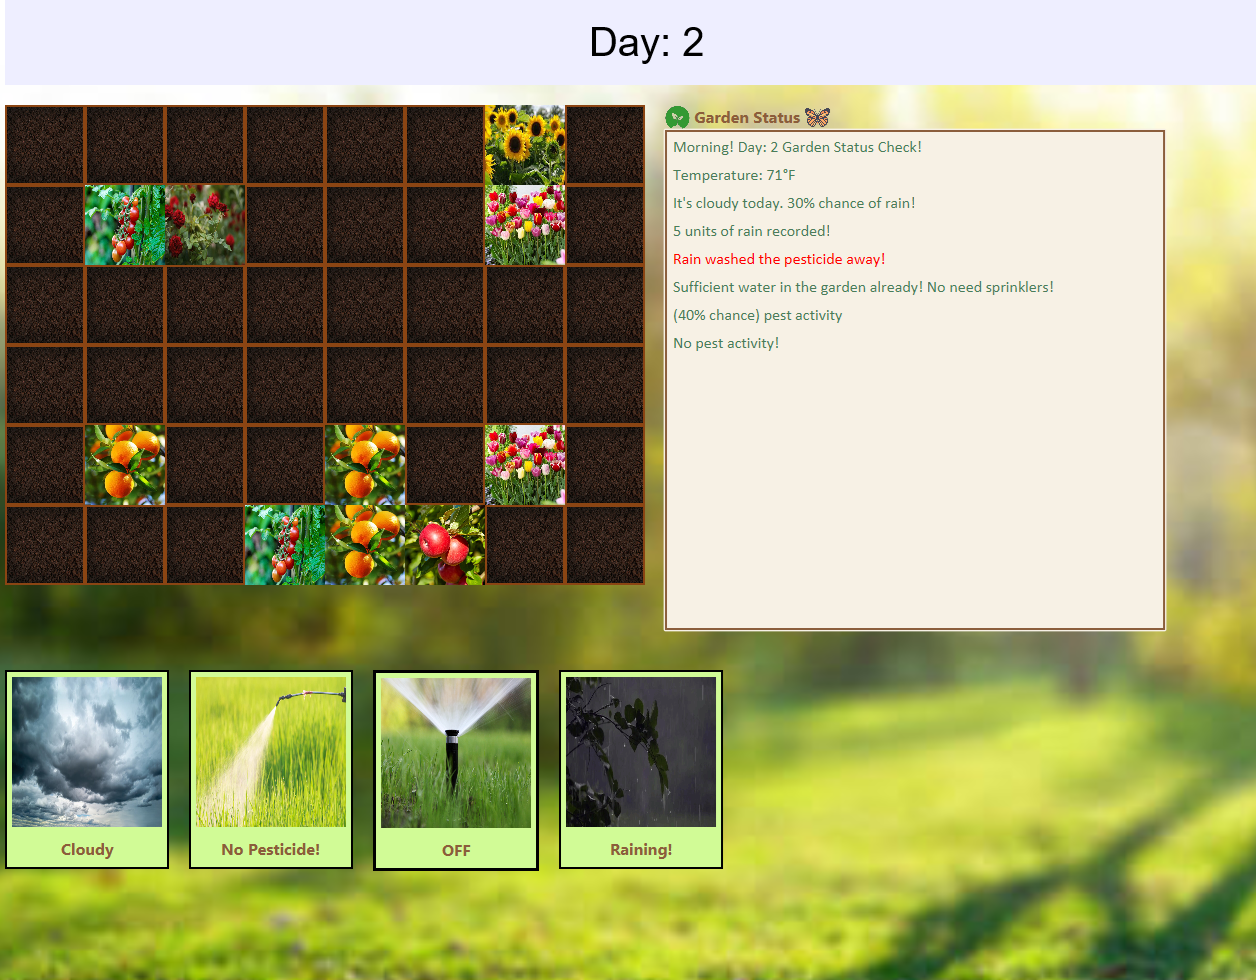 Day: 2
Garden Status
Morning! Day: 2 Garden Status Check!
Temperature: 71°F
It's cloudy today. 30% chance of rain!
5 units of rain recorded!
Rain washed the pesticide away!
Sufficient water in the garden already! No need sprinklers!
(40% chance) pest activity
No pest activity!
Cloudy
No Pesticide!
OFF
Raining!